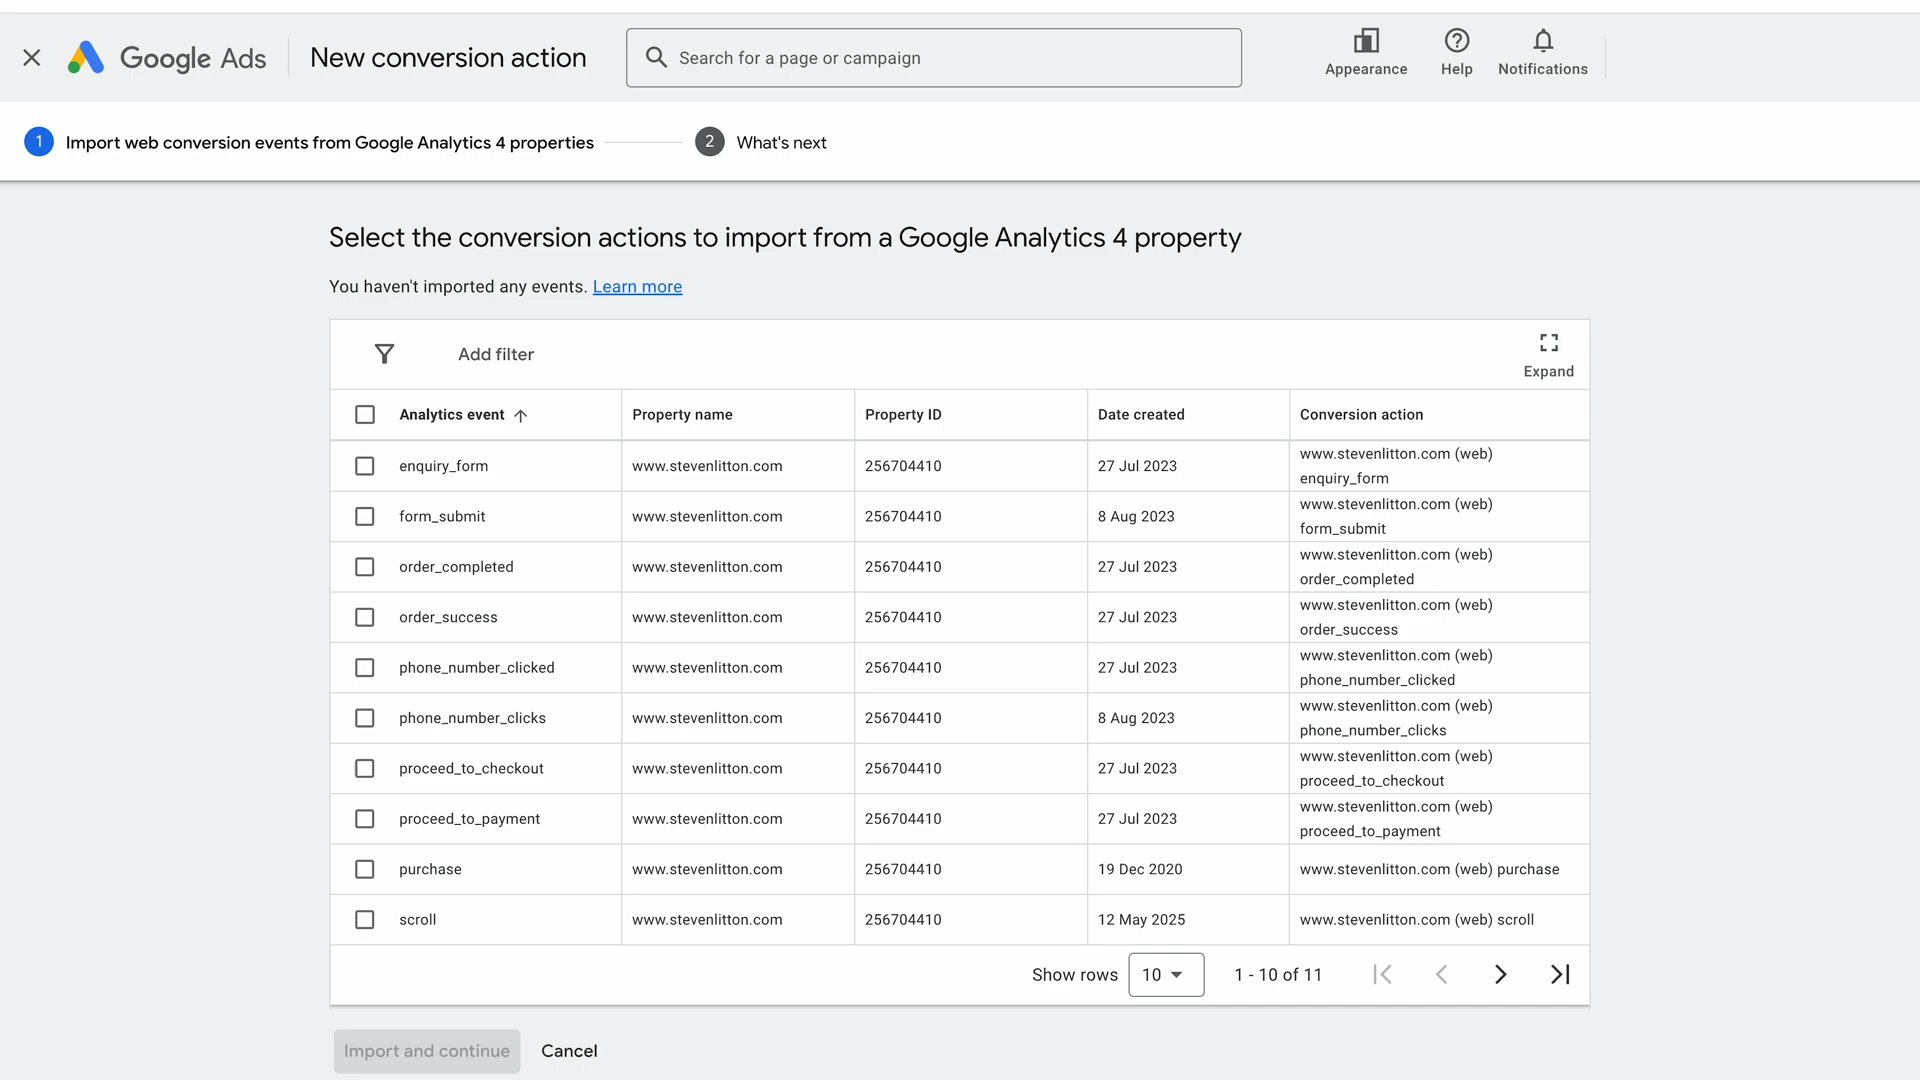 Google Ads
New conversion action
Search for a page or campaign
Appearance
Help
Notifications
1 Import web conversion events from Google Analytics 4 properties
2 What's next
Select the conversion actions to import from a Google Analytics 4 property
You haven't imported any events. Learn more
Add filter
Expand
Analytics event Property name Property ID Date created Conversion action
enquiry_form www.stevenlitton.com 256704410 27 Jul 2023 www.stevenlitton.com (web)
enquiry_form
form_submit www.stevenlitton.com 256704410 8 Aug 2023 www.stevenlitton.com (web)
form_submit
order_completed www.stevenlitton.com 256704410 27 Jul 2023 www.stevenlitton.com (web)
order_completed
order_success www.stevenlitton.com 256704410 27 Jul 2023 www.stevenlitton.com (web)
order_success
phone_number_clicked www.stevenlitton.com 256704410 27 Jul 2023 www.stevenlitton.com (web)
phone_number_clicked
phone_number_clicks www.stevenlitton.com 256704410 8 Aug 2023 www.stevenlitton.com (web)
phone_number_clicks
proceed_to_checkout www.stevenlitton.com 256704410 27 Jul 2023 www.stevenlitton.com (web)
proceed_to_checkout
proceed_to_payment www.stevenlitton.com 256704410 27 Jul 2023 www.stevenlitton.com (web)
proceed_to_payment
purchase www.stevenlitton.com 256704410 19 Dec 2020 www.stevenlitton.com (web) purchase
scroll www.stevenlitton.com 256704410 12 May 2025 www.stevenlitton.com (web) scroll
Show rows 10 1 - 10 of 11
Import and continue Cancel